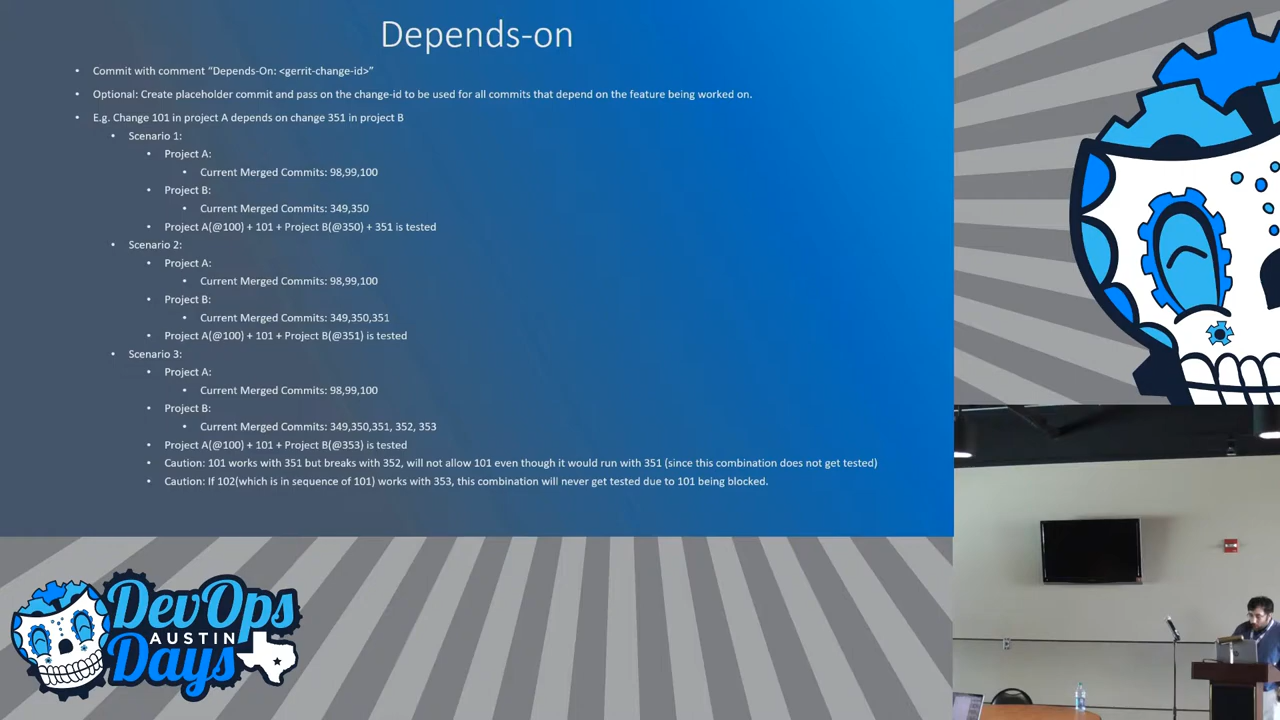 Depends-on
• Commit with comment “Depends-On: <gerrit-change-id>”
• Optional: Create placeholder commit and pass on the change-id to be used for all commits that depend on the feature being worked on.
• E.g. Change 101 in project A depends on change 351 in project B
• Scenario 1:
• Project A:
• Current Merged Commits: 98,99,100
• Project B:
• Current Merged Commits: 349,350
• Project A(@100) + 101 + Project B(@350) + 351 is tested
• Scenario 2:
• Project A:
• Current Merged Commits: 98,99,100
• Project B:
• Current Merged Commits: 349,350,351
• Project A(@100) + 101 + Project B(@351) is tested
• Scenario 3:
• Project A:
• Current Merged Commits: 98,99,100
• Project B:
• Current Merged Commits: 349,350,351, 352, 353
• Project A(@100) + 101 + Project B(@353) is tested
• Caution: 101 works with 351 but breaks with 352, will not allow 101 even though it would run with 351 (since this combination does not get tested)
• Caution: If 102(which is in sequence of 101) works with 353, this combination will never get tested due to 101 being blocked.
DevOps
AUSTIN
Days